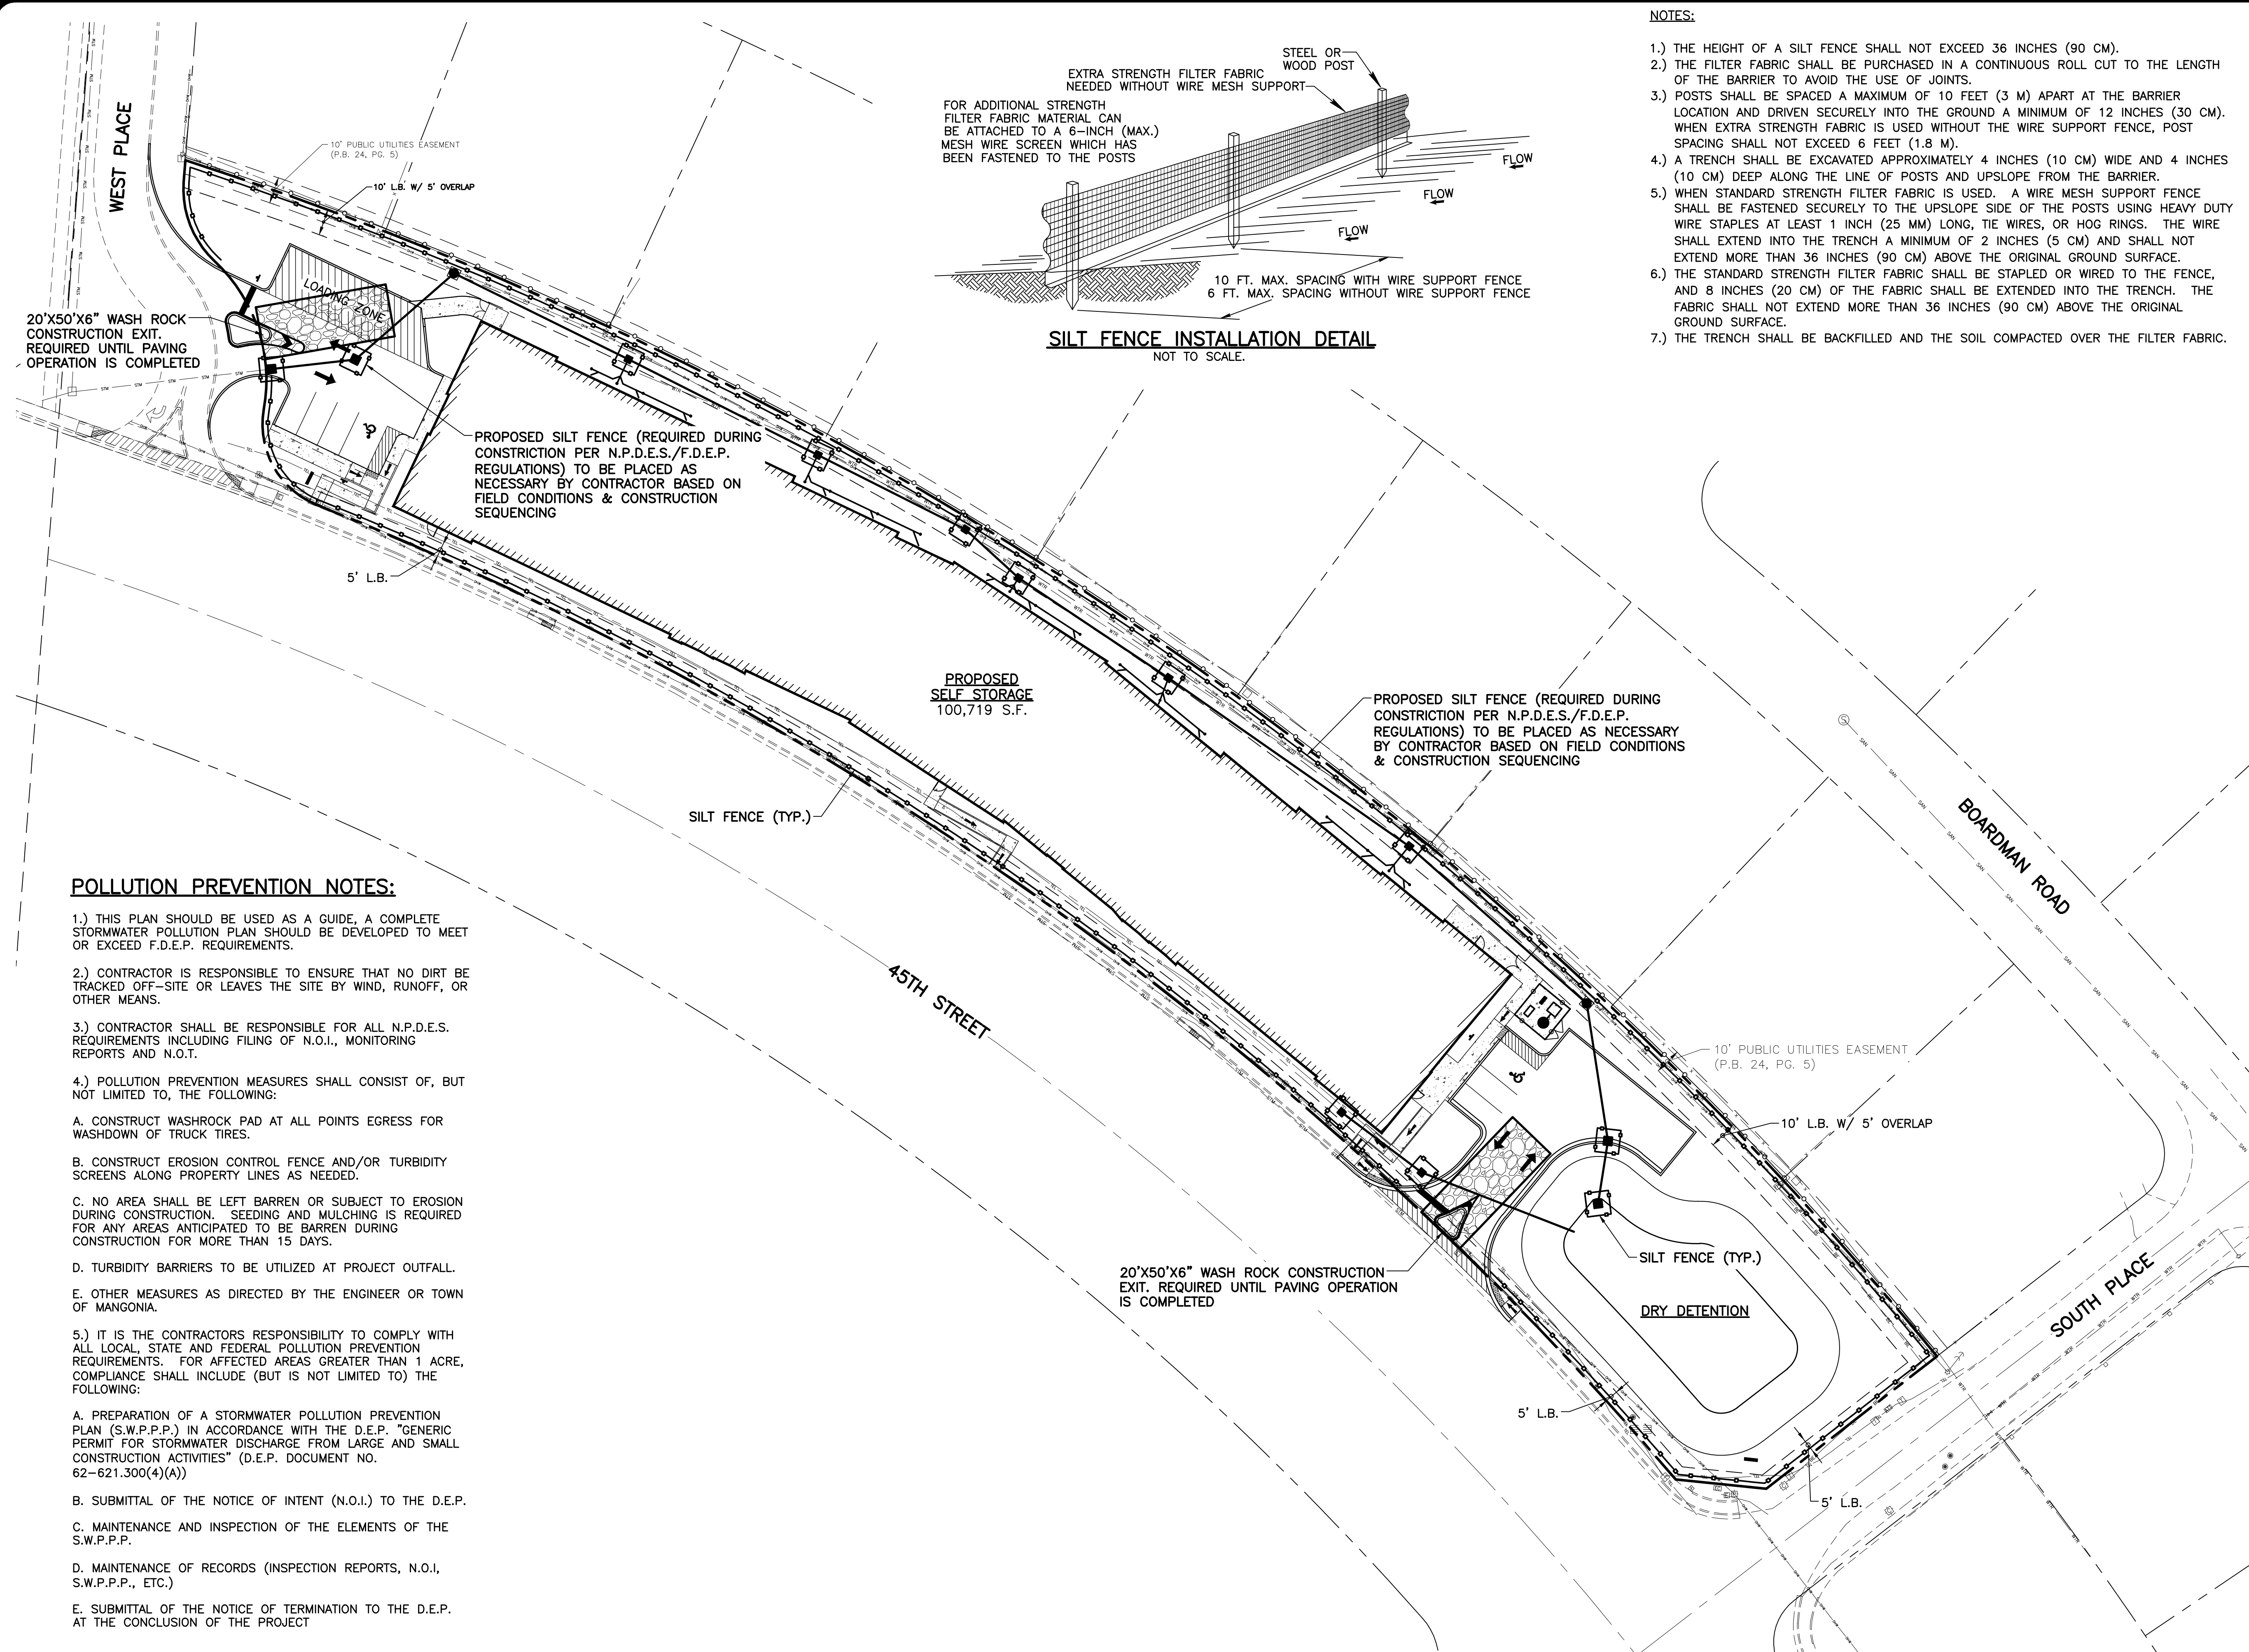 NOTES:
1.) THE HEIGHT OF A SILT FENCE SHALL NOT EXCEED 36 INCHES (90 CM).
2.) THE FILTER FABRIC SHALL BE PURCHASED IN A CONTINUOUS ROLL CUT TO THE LENGTH
OF THE BARRIER TO AVOID THE USE OF JOINTS.
3.) POSTS SHALL BE SPACED A MAXIMUM OF 10 FEET (3 M) APART AT THE BARRIER
LOCATION AND DRIVEN SECURELY INTO THE GROUND A MINIMUM OF 12 INCHES (30 CM).
WHEN EXTRA STRENGTH FABRIC IS USED WITHOUT THE WIRE SUPPORT FENCE, POST
SPACING SHALL NOT EXCEED 6 FEET (1.8 M).
4.) A TRENCH SHALL BE EXCAVATED APPROXIMATELY 4 INCHES (10 CM) WIDE AND 4 INCHES
(10 CM) DEEP ALONG THE LINE OF POSTS AND UPSLOPE FROM THE BARRIER.
5.) WHEN STANDARD STRENGTH FILTER FABRIC IS USED. A WIRE MESH SUPPORT FENCE
SHALL BE FASTENED SECURELY TO THE UPSLOPE SIDE OF THE POSTS USING HEAVY DUTY
WIRE STAPLES AT LEAST 1 INCH (25 MM) LONG, TIE WIRES, OR HOG RINGS. THE WIRE
SHALL EXTEND INTO THE TRENCH A MINIMUM OF 2 INCHES (5 CM) AND SHALL NOT
EXTEND MORE THAN 36 INCHES (90 CM) ABOVE THE ORIGINAL GROUND SURFACE.
6.) THE STANDARD STRENGTH FILTER FABRIC SHALL BE STAPLED OR WIRED TO THE FENCE,
AND 8 INCHES (20 CM) OF THE FABRIC SHALL BE EXTENDED INTO THE TRENCH. THE
FABRIC SHALL NOT EXTEND MORE THAN 36 INCHES (90 CM) ABOVE THE ORIGINAL
GROUND SURFACE.
7.) THE TRENCH SHALL BE BACKFILLED AND THE SOIL COMPACTED OVER THE FILTER FABRIC.
STEEL OR
WOOD POST
EXTRA STRENGTH FILTER FABRIC
NEEDED WITHOUT WIRE MESH SUPPORT
FOR ADDITIONAL STRENGTH
FILTER FABRIC MATERIAL CAN
BE ATTACHED TO A 6-INCH (MAX.)
MESH WIRE SCREEN WHICH HAS
BEEN FASTENED TO THE POSTS
FLOW
FLOW
FLOW
10 FT. MAX. SPACING WITH WIRE SUPPORT FENCE
6 FT. MAX. SPACING WITHOUT WIRE SUPPORT FENCE
SILT FENCE INSTALLATION DETAIL
NOT TO SCALE.
WEST PLACE
10' PUBLIC UTILITIES EASEMENT
(P.B. 24, PG. 5)
10' L.B. W/ 5' OVERLAP
LOADING ZONE
20'X50'X6" WASH ROCK
CONSTRUCTION EXIT.
REQUIRED UNTIL PAVING
OPERATION IS COMPLETED
PROPOSED SILT FENCE (REQUIRED DURING
CONSTRICTION PER N.P.D.E.S./F.D.E.P.
REGULATIONS) TO BE PLACED AS
NECESSARY BY CONTRACTOR BASED ON
FIELD CONDITIONS & CONSTRUCTION
SEQUENCING
5' L.B.
PROPOSED
SELF STORAGE
100,719 S.F.
PROPOSED SILT FENCE (REQUIRED DURING
CONSTRICTION PER N.P.D.E.S./F.D.E.P.
REGULATIONS) TO BE PLACED AS NECESSARY
BY CONTRACTOR BASED ON FIELD CONDITIONS
& CONSTRUCTION SEQUENCING
SILT FENCE (TYP.)
BOARDMAN ROAD
45TH STREET
10' PUBLIC UTILITIES EASEMENT
(P.B. 24, PG. 5)
10' L.B. W/ 5' OVERLAP
SILT FENCE (TYP.)
20'X50'X6" WASH ROCK CONSTRUCTION
EXIT. REQUIRED UNTIL PAVING OPERATION
IS COMPLETED
DRY DETENTION
SOUTH PLACE
5' L.B.
5' L.B.
POLLUTION PREVENTION NOTES:
1.) THIS PLAN SHOULD BE USED AS A GUIDE, A COMPLETE
STORMWATER POLLUTION PLAN SHOULD BE DEVELOPED TO MEET
OR EXCEED F.D.E.P. REQUIREMENTS.
2.) CONTRACTOR IS RESPONSIBLE TO ENSURE THAT NO DIRT BE
TRACKED OFF-SITE OR LEAVES THE SITE BY WIND, RUNOFF, OR
OTHER MEANS.
3.) CONTRACTOR SHALL BE RESPONSIBLE FOR ALL N.P.D.E.S.
REQUIREMENTS INCLUDING FILING OF N.O.I., MONITORING
REPORTS AND N.O.T.
4.) POLLUTION PREVENTION MEASURES SHALL CONSIST OF, BUT
NOT LIMITED TO, THE FOLLOWING:
A. CONSTRUCT WASHROCK PAD AT ALL POINTS EGRESS FOR
WASHDOWN OF TRUCK TIRES.
B. CONSTRUCT EROSION CONTROL FENCE AND/OR TURBIDITY
SCREENS ALONG PROPERTY LINES AS NEEDED.
C. NO AREA SHALL BE LEFT BARREN OR SUBJECT TO EROSION
DURING CONSTRUCTION. SEEDING AND MULCHING IS REQUIRED
FOR ANY AREAS ANTICIPATED TO BE BARREN DURING
CONSTRUCTION FOR MORE THAN 15 DAYS.
D. TURBIDITY BARRIERS TO BE UTILIZED AT PROJECT OUTFALL.
E. OTHER MEASURES AS DIRECTED BY THE ENGINEER OR TOWN
OF MANGONIA.
5.) IT IS THE CONTRACTORS RESPONSIBILITY TO COMPLY WITH
ALL LOCAL, STATE AND FEDERAL POLLUTION PREVENTION
REQUIREMENTS. FOR AFFECTED AREAS GREATER THAN 1 ACRE,
COMPLIANCE SHALL INCLUDE (BUT IS NOT LIMITED TO) THE
FOLLOWING:
A. PREPARATION OF A STORMWATER POLLUTION PREVENTION
PLAN (S.W.P.P.P.) IN ACCORDANCE WITH THE D.E.P. "GENERIC
PERMIT FOR STORMWATER DISCHARGE FROM LARGE AND SMALL
CONSTRUCTION ACTIVITIES" (D.E.P. DOCUMENT NO.
62-621.300(4)(A))
B. SUBMITTAL OF THE NOTICE OF INTENT (N.O.I.) TO THE D.E.P.
C. MAINTENANCE AND INSPECTION OF THE ELEMENTS OF THE
S.W.P.P.P.
D. MAINTENANCE OF RECORDS (INSPECTION REPORTS, N.O.I,
S.W.P.P.P., ETC.)
E. SUBMITTAL OF THE NOTICE OF TERMINATION TO THE D.E.P.
AT THE CONCLUSION OF THE PROJECT